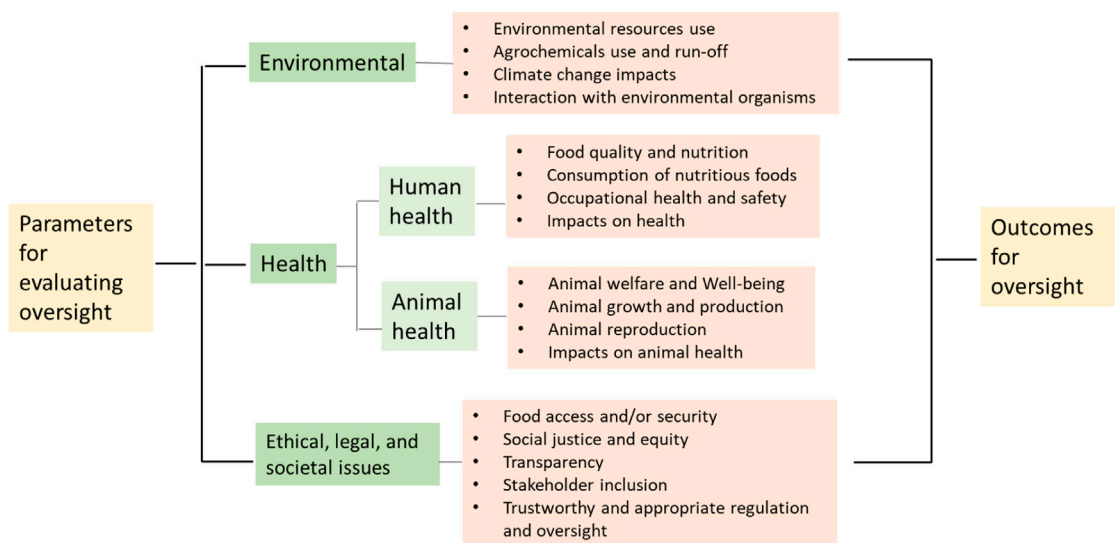 Parameters
for
evaluating
oversight
Environmental
• Environmental resources use
• Agrochemicals use and run-off
• Climate change impacts
• Interaction with environmental organisms
Health
Human
health
• Food quality and nutrition
• Consumption of nutritious foods
• Occupational health and safety
• Impacts on health
Animal
health
• Animal welfare and Well-being
• Animal growth and production
• Animal reproduction
• Impacts on animal health
Ethical, legal, and
societal issues
• Food access and/or security
• Social justice and equity
• Transparency
• Stakeholder inclusion
• Trustworthy and appropriate regulation
and oversight
Outcomes
for
oversight